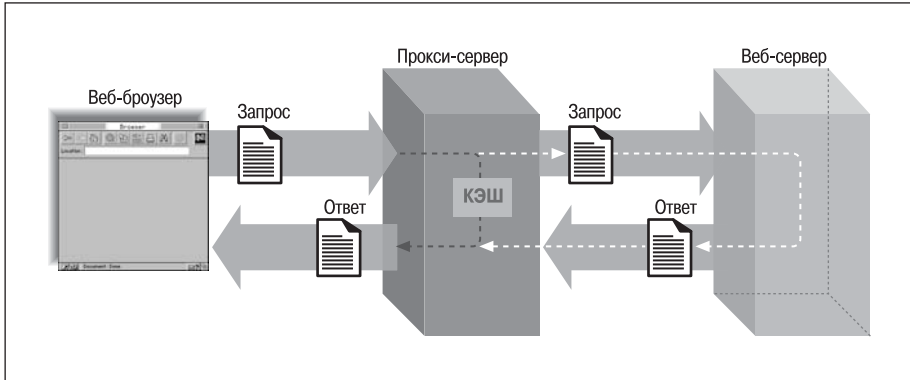 Прокси-сервер
Веб-сервер
Веб-броузер
Запрос
Запрос
Browser
Location:
КЭШ
Ответ
Ответ
Document: Done